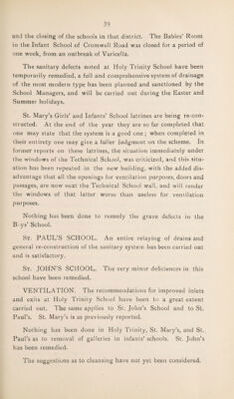 39
and the closing of the schools in that district. The Babies' Room
in the Infant School of Cromwell Road was closed for a period of
one week, from an outbreak of Varicella.
The sanitary defects noted at Holy Trinity School have been
temporarily remedied, a full and comprehensive system of drainage
of the most modern type has been planned and sanctioned by the
School Managers, and will be carried out during the Easter and
Summer holidays.
St. Mary's Girls' and Infants' School latrines are being re-con-
structed. At the end of the year they are so far completed that
one may state that the system is a good one; when completed in
their entirety one may give a fuller judgment on the scheme. In
former reports on these latrines, the situation immediately under
the windows of the Technical School, was criticized, and this situ-
ation has been repeated in the new building, with the added dis-
advantage that all the openings for ventilation purposes, doors and
passages, are now near the Technical School wall, and will render
the windows of that latter worse than useless for ventilation
purposes.
Nothing has been done to remedy the grave defects in the
Boys' School.
St. PAUL'S SCHOOL. An entire relaying of drains and
general re-construction of the sanitary system has been carried out
and is satisfactory.
St. JOHN'S SCHOOL. The very minor deficiences in this
school have been remedied.
VENTILATION. The recommendations for improved inlets
and exits at Holy Trinity School have been to a great extent
carried out. The same applies to St. John's School and to St.
Paul's. St. Mary's is as previously reported.
Nothing has been done in Holy Trinity, St. Mary's, and St.
Paul's as to removal of galleries in infants' schools. St. John's
has been remedied.
The suggestions as to cleansing have not yet been considered.